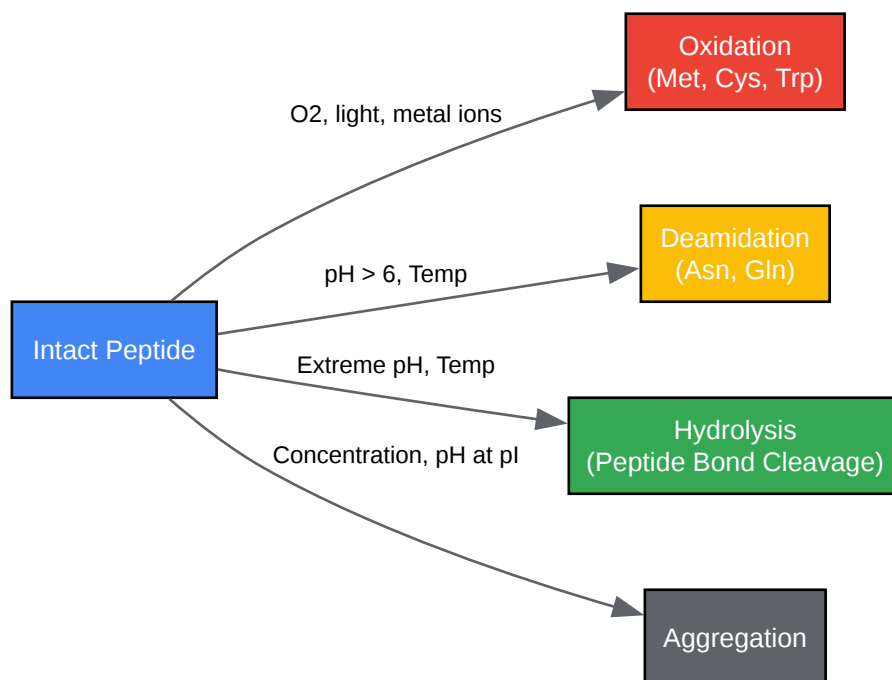 Oxidation
(Met, Cys, Trp)
O2, light, metal ions
Deamidation
(Asn, Gln)
pH > 6, Temp
Intact Peptide
Extreme pH, Temp
Hydrolysis
(Peptide Bond Cleavage)
Concentration, pH at pI
Aggregation